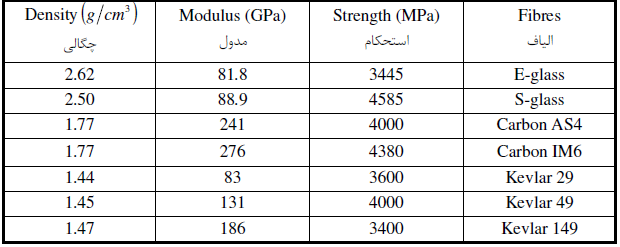 Density (g/cm³) Modulus (GPa) Strength (MPa) Fibres
چگالی مدول استحکام الیاف
2.62 81.8 3445 E-glass
2.50 88.9 4585 S-glass
1.77 241 4000 Carbon AS4
1.77 276 4380 Carbon IM6
1.44 83 3600 Kevlar 29
1.45 131 4000 Kevlar 49
1.47 186 3400 Kevlar 149